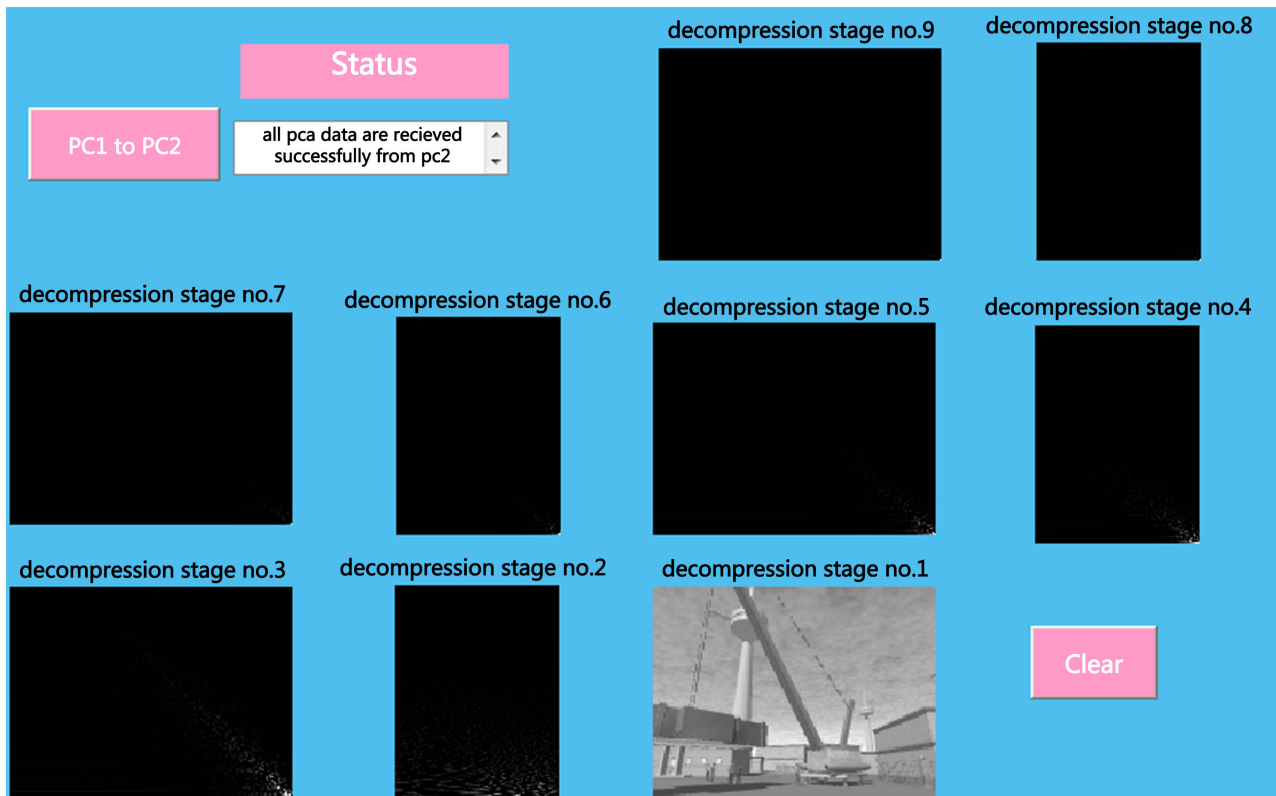 Status
PC1 to PC2
all pca data are recieved
successfully from pc2
decompression stage no.9
decompression stage no.8
decompression stage no.7
decompression stage no.6
decompression stage no.5
decompression stage no.4
decompression stage no.3
decompression stage no.2
decompression stage no.1
Clear